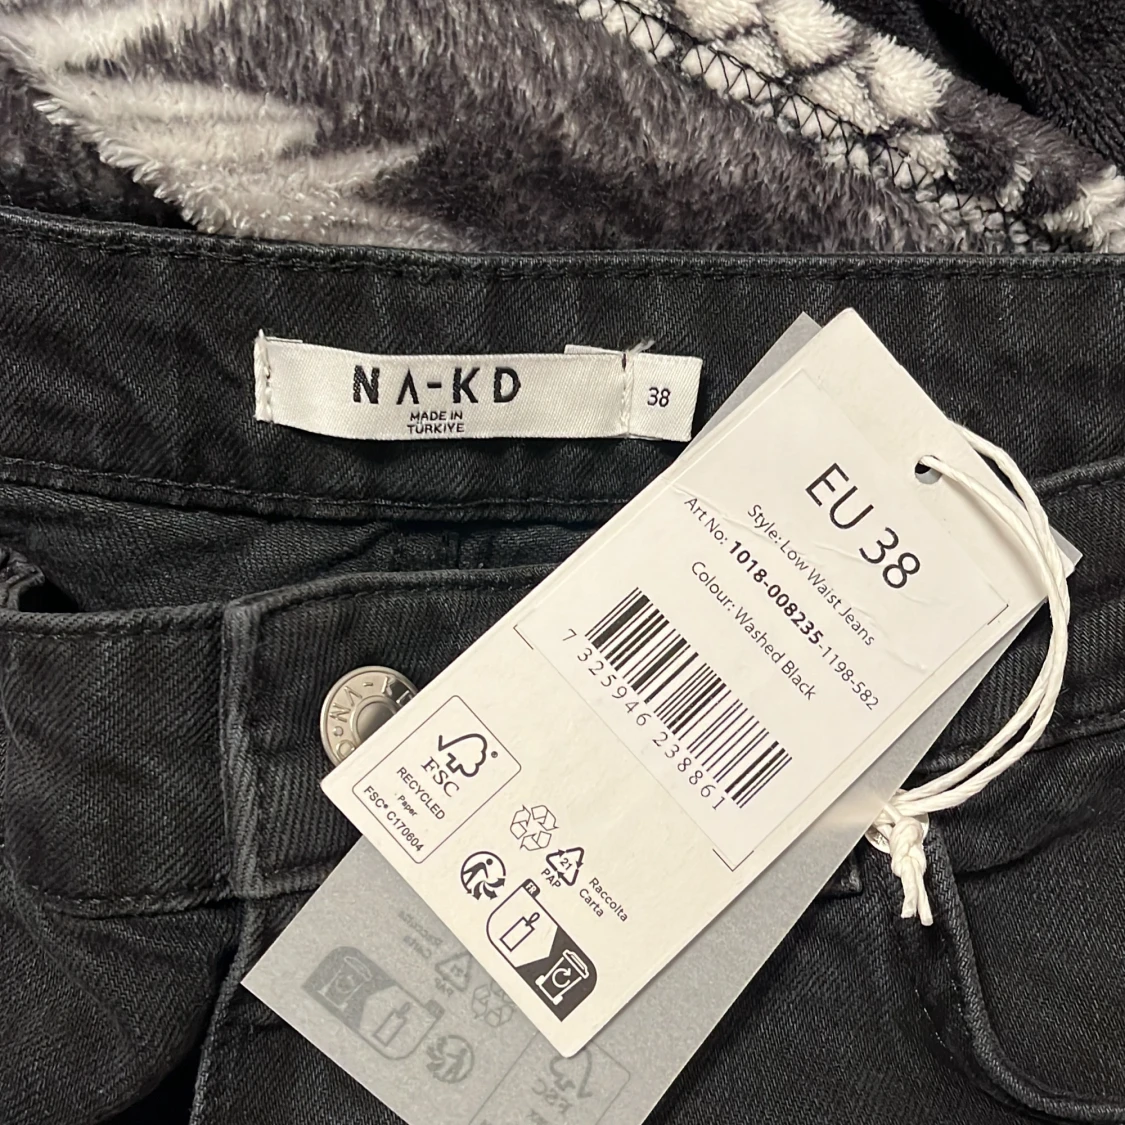 NA-KD
MADE IN
TÜRKIYE
38
EU 38
Style: Low Waist Jeans
Art No: 1018-008235-1198-582
Colour: Washed Black
7 325946 238861
FSC®
RECYCLED
Paper
FSC® C170604
21
PAP
Raccolta
Carta
FR